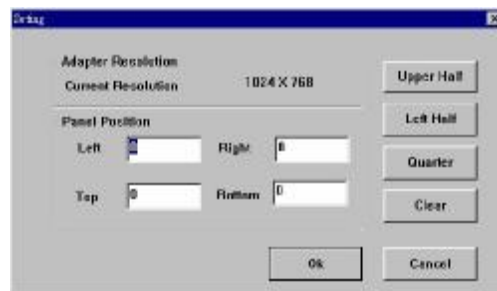 Setting
Adapter Resolution
Current Resolution 1024 X 768
Upper Half
Panel Position
Left Half
Left 0 Right 0
Quarter
Top 0 Bottom 0
Clear
Ok Cancel